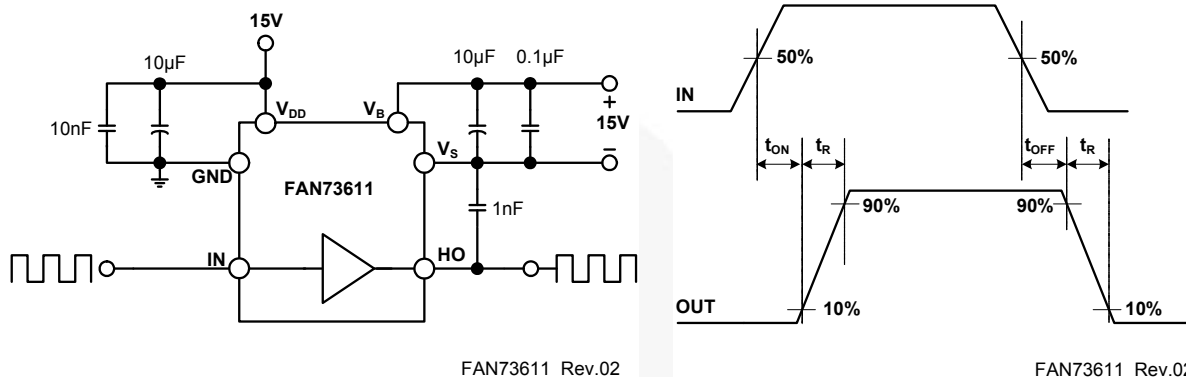 15V
10µF
10µF
0.1µF
10nF
VDD
VB
+
15V
VS
−
GND
FAN73611
1nF
IN
HO
FAN73611 Rev.02
50%
50%
IN
tON
tR
tOFF
tR
90%
90%
OUT
10%
10%
FAN73611 Rev.02